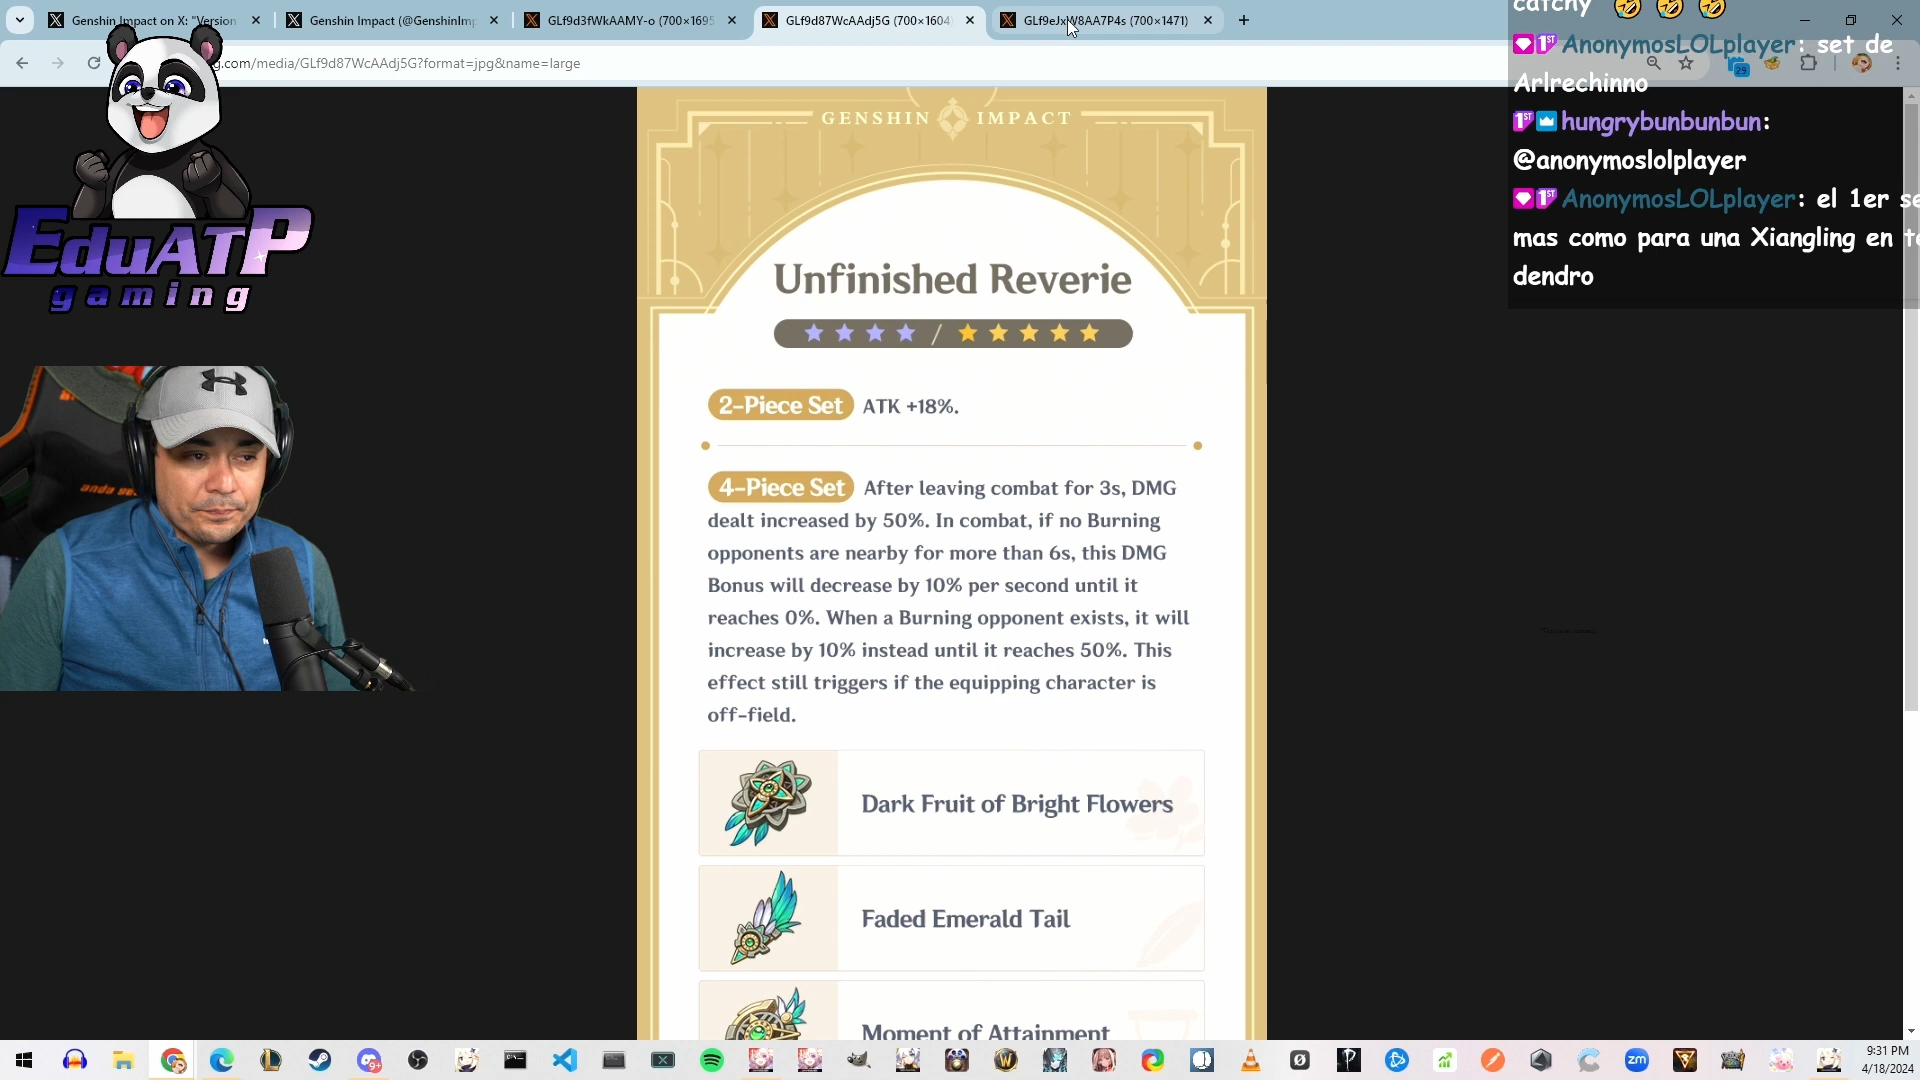 Genshin Impact on X: "Version
Genshin Impact (@GenshinImp
GLf9d3fWkAAMY-o (700×1695
GLf9d87WcAAdj5G (700×1604)
GLf9eJxW8AA7P4s (700×1471)
g.com/media/GLf9d87WcAAdj5G?format=jpg&name=large
EduATP
gaming
GENSHIN IMPACT
Unfinished Reverie
2-Piece Set ATK +18%.
4-Piece Set After leaving combat for 3s, DMG
dealt increased by 50%. In combat, if no Burning
opponents are nearby for more than 6s, this DMG
Bonus will decrease by 10% per second until it
reaches 0%. When a Burning opponent exists, it will
increase by 10% instead until it reaches 50%. This
effect still triggers if the equipping character is
off-field.
Dark Fruit of Bright Flowers
Faded Emerald Tail
Moment of Attainment
catchy
AnonymosLOLplayer: set de
Arlrechinno
hungrybunbunbun:
@anonymoslolplayer
AnonymosLOLplayer: el 1er se
mas como para una Xiangling en te
dendro
29
9+
zm
9:31 PM
4/18/2024